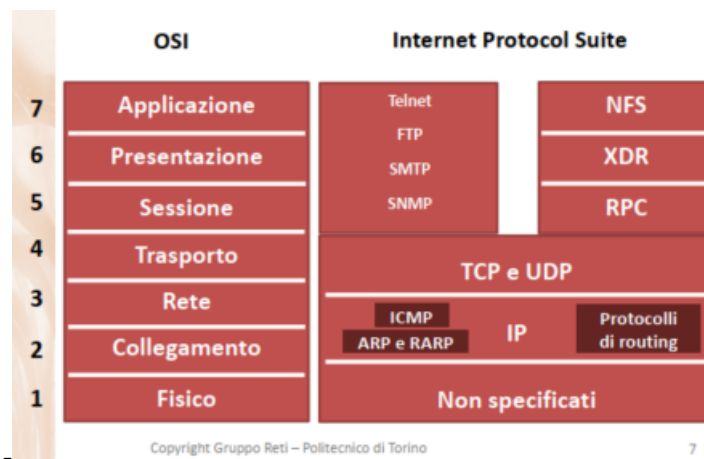 OSI
Internet Protocol Suite
7
Applicazione
Telnet
FTP
SMTP
SNMP
NFS
6
Presentazione
XDR
5
Sessione
RPC
4
Trasporto
TCP e UDP
3
Rete
ICMP
ARP e RARP
IP
Protocolli
di routing
2
Collegamento
1
Fisico
Non specificati
Copyright Gruppo Reti – Politecnico di Torino
7